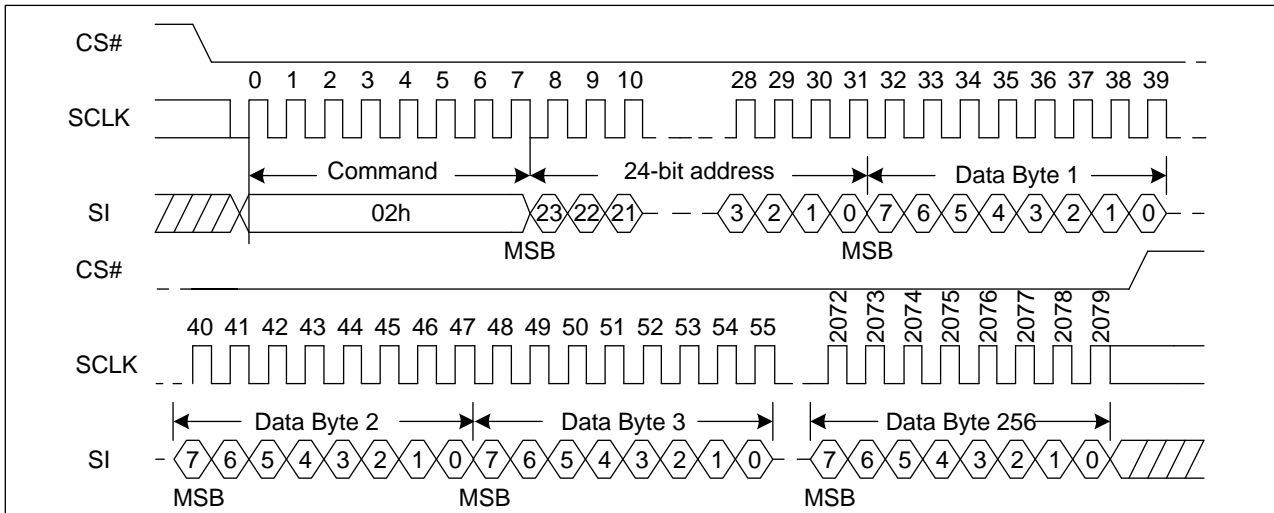 CS#
0 1 2 3 4 5 6 7 8 9 10 28 29 30 31 32 33 34 35 36 37 38 39
SCLK
Command 24-bit address Data Byte 1
SI 02h 23 22 21 3 2 1 0 7 6 5 4 3 2 1 0
MSB MSB
CS#
40 41 42 43 44 45 46 47 48 49 50 51 52 53 54 55 2072 2073 2074 2075 2076 2077 2078 2079
SCLK
Data Byte 2 Data Byte 3 Data Byte 256
SI 7 6 5 4 3 2 1 0 7 6 5 4 3 2 1 0 7 6 5 4 3 2 1 0
MSB MSB MSB